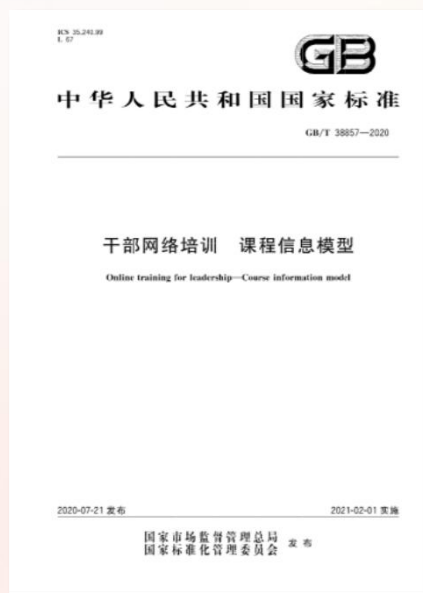 ICS 35.240.99
L 67
GB
中华人民共和国国家标准
GB/T 38857—2020
干部网络培训　课程信息模型
Online training for leadership—Course information model
2020-07-21 发布
2021-02-01 实施
国家市场监督管理总局
国家标准化管理委员会
发布